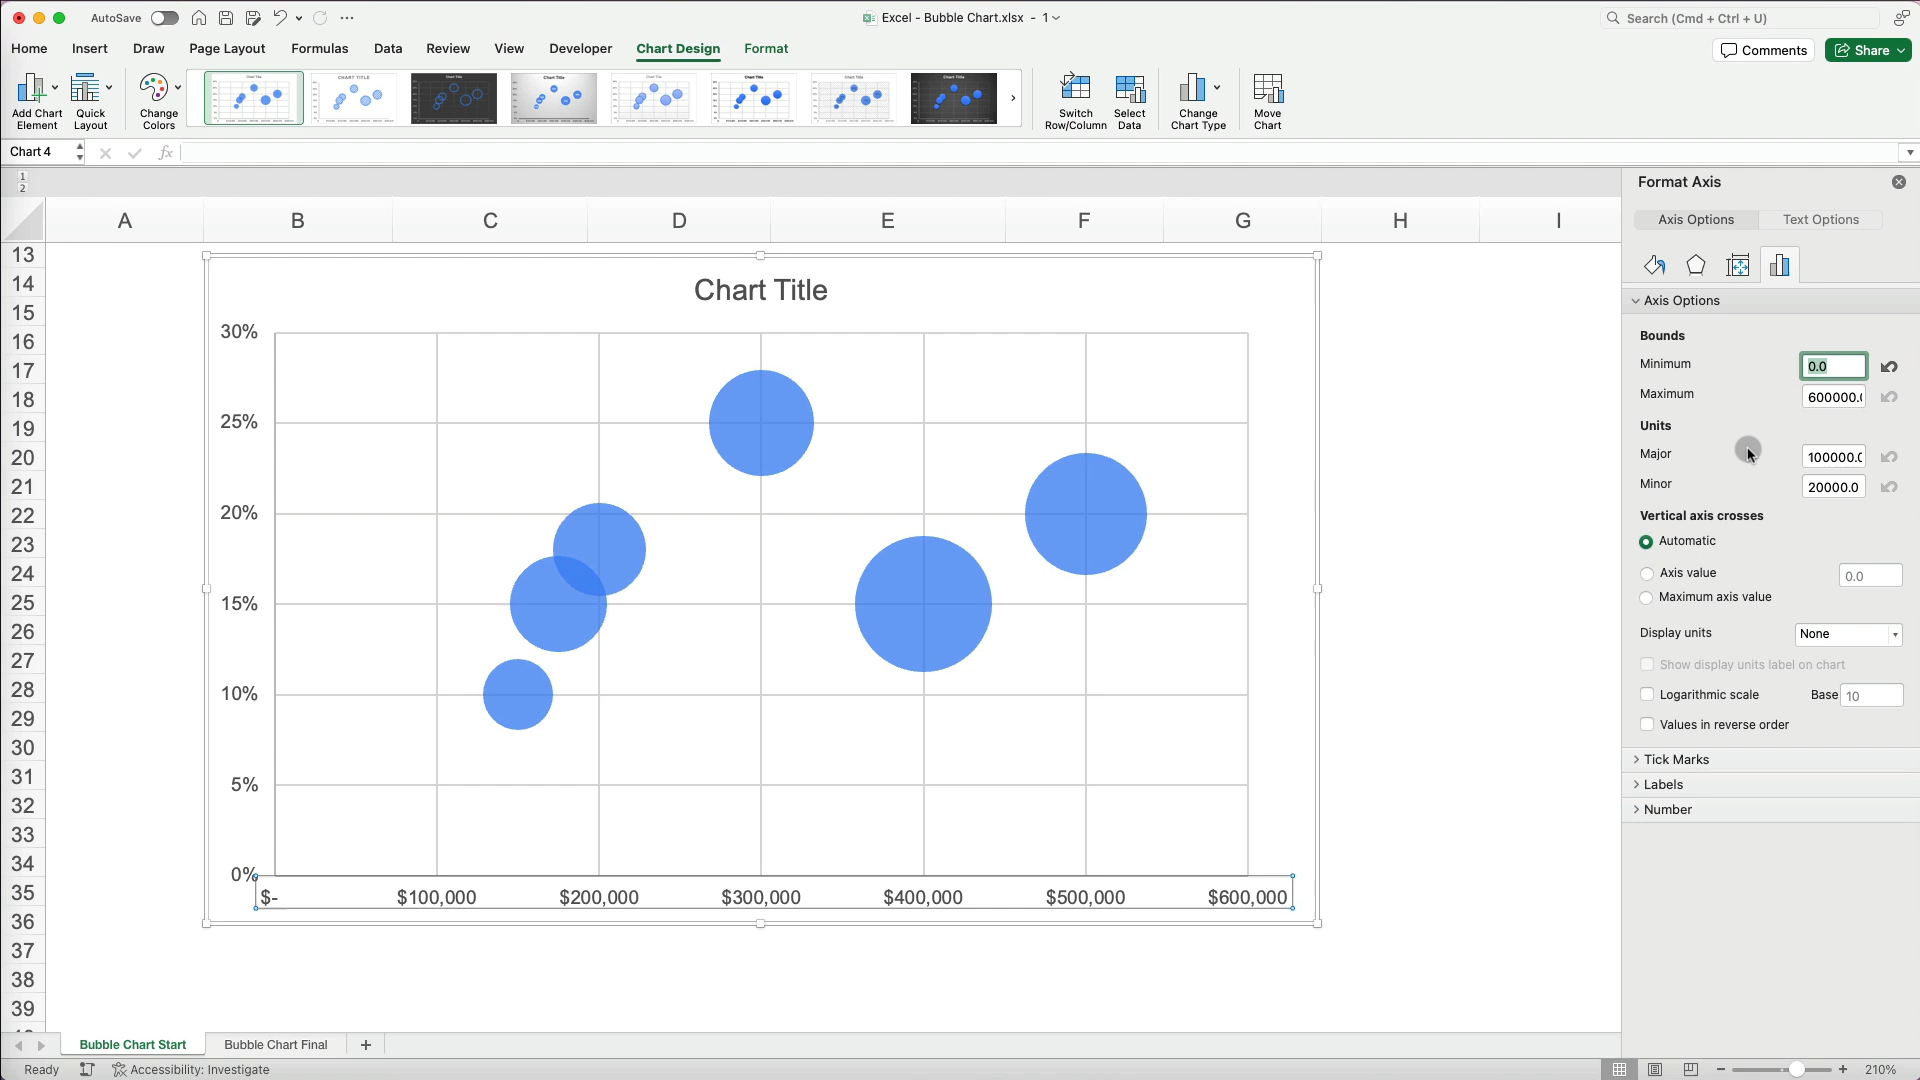 AutoSave
Excel - Bubble Chart.xlsx - 1
Search (Cmd + Ctrl + U)
Home Insert Draw Page Layout Formulas Data Review View Developer Chart Design Format
Comments Share
Add Chart Element
Quick Layout
Change Colors
Switch Row/Column
Select Data
Change Chart Type
Move Chart
Chart 4
fx
1
2
Format Axis
Axis Options Text Options
A B C D E F G H I
13
14
15
16
17
18
19
20
21
22
23
24
25
26
27
28
29
30
31
32
33
34
35
36
37
38
39
Chart Title
30%
25%
20%
15%
10%
5%
0%
$- $100,000 $200,000 $300,000 $400,000 $500,000 $600,000
Axis Options
Bounds
Minimum 0.0
Maximum 600000.(
Units
Major 100000.(
Minor 20000.0
Vertical axis crosses
Automatic
Axis value 0.0
Maximum axis value
Display units None
Show display units label on chart
Logarithmic scale Base 10
Values in reverse order
Tick Marks
Labels
Number
Bubble Chart Start Bubble Chart Final +
Ready Accessibility: Investigate
210%